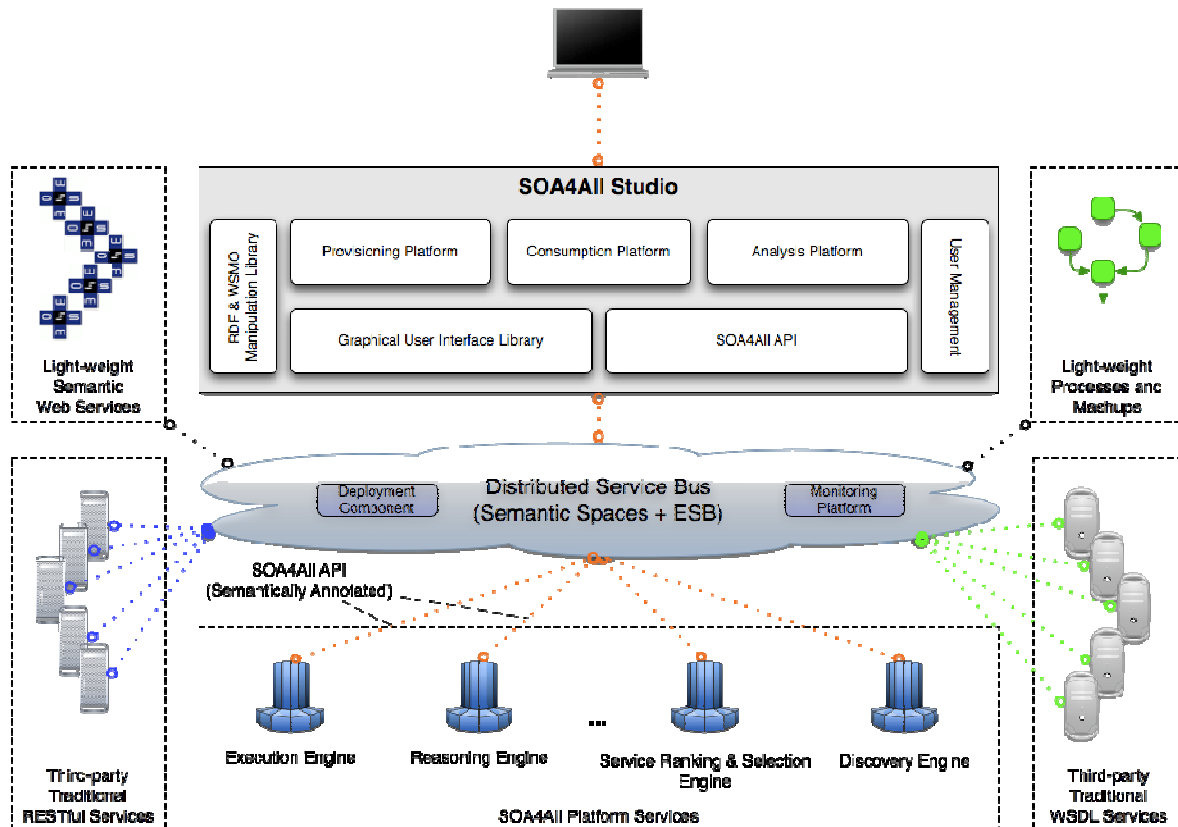 SOA4All Studio
RDF & WSMO
Manipulation Library
Provisioning Platform
Consumption Platform
Analysis Platform
User Management
Graphical User Interface Library
SOA4All API
Light-weight
Semantic
Web Services
Light-weight
Processes and
Mashups
Deployment
Component
Distributed Service Bus
(Semantic Spaces + ESB)
Monitoring
Platform
SOA4All API
(Semantically Annotated)
Execution Engine
Reasoning Engine
...
Service Ranking & Selection
Engine
Discovery Engine
Third-party
Traditional
RESTful Services
SOA4All Platform Services
Third-party
Traditional
WSDL Services